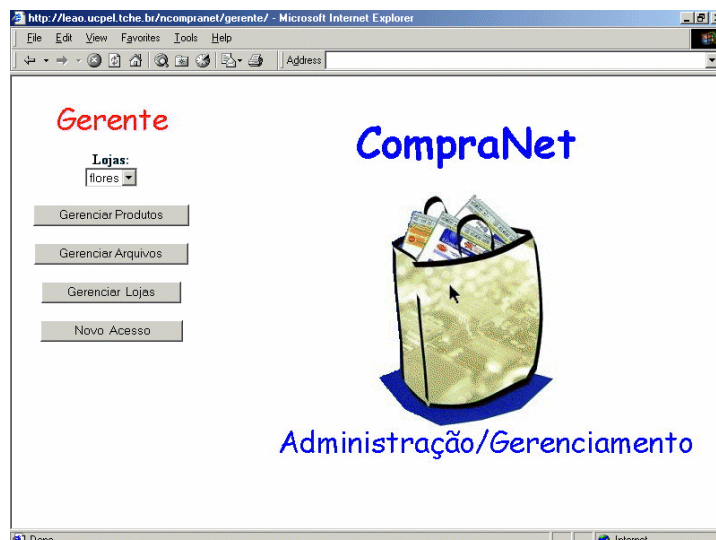 http://leao.ucpel.tche.br/ncompranet/gerente/ - Microsoft Internet Explorer
File Edit View Favorites Tools Help
Address
Gerente
Lojas:
flores
Gerenciar Produtos
Gerenciar Arquivos
Gerenciar Lojas
Novo Acesso
CompraNet
Administração/Gerenciamento
Done
Internet